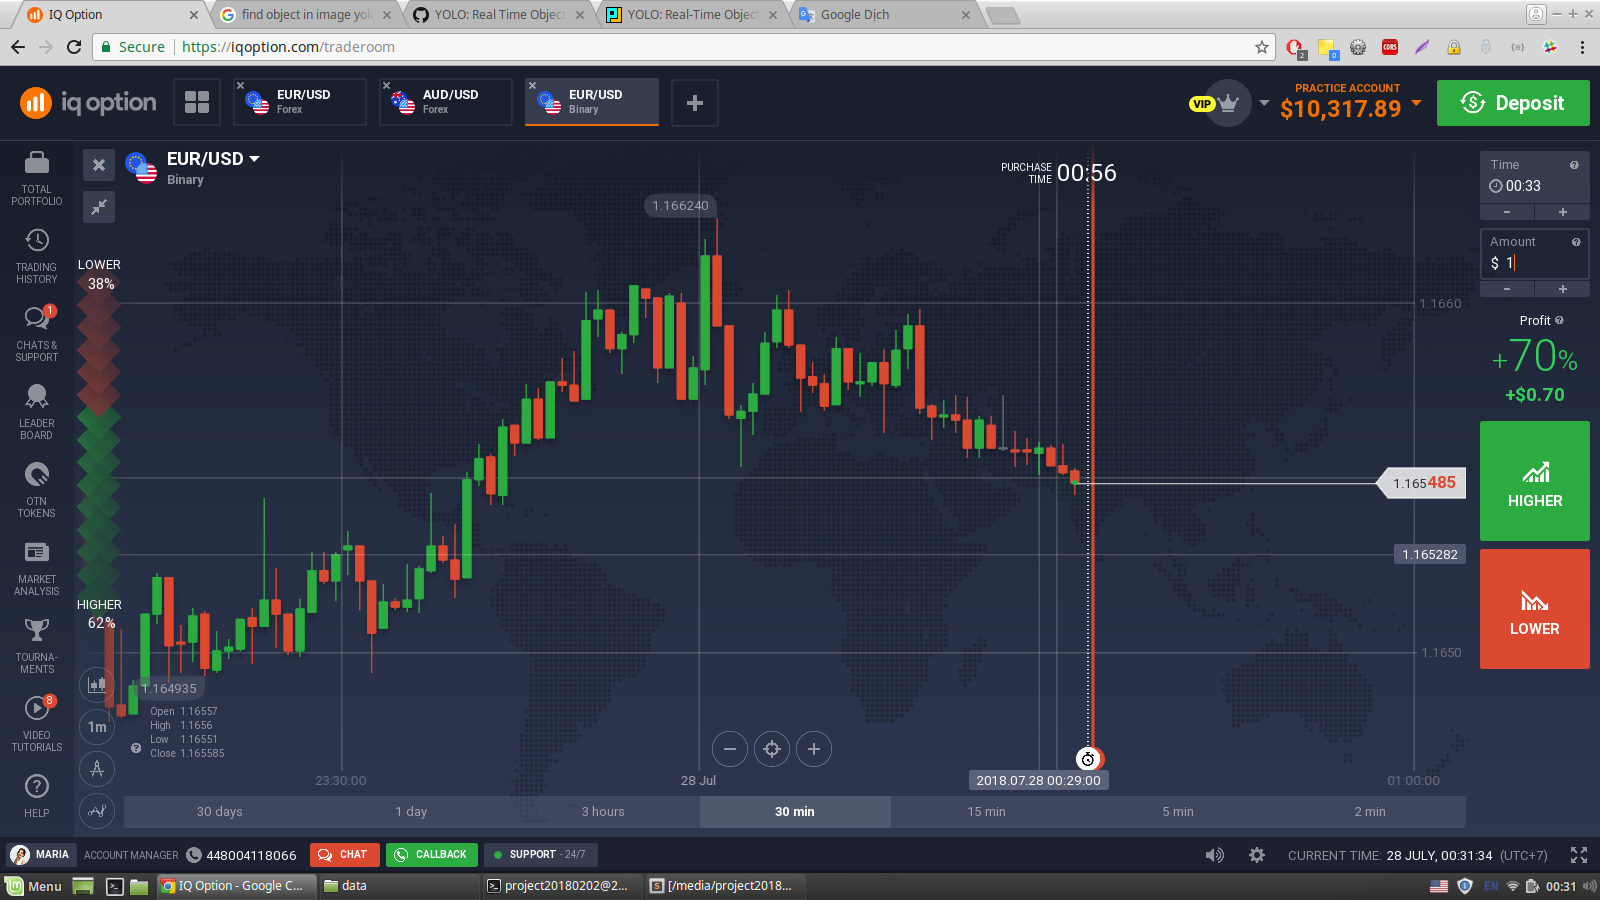 IQ Option
find object in image yol
YOLO: Real Time Object
YOLO: Real-Time Objec
Google Dịch
Secure
https://iqoption.com/traderoom
2
0
CORS
iq option
EUR/USD
Forex
AUD/USD
Forex
EUR/USD
Binary
VIP
PRACTICE ACCOUNT
$10,317.89
Deposit
TOTAL
PORTFOLIO
TRADING
HISTORY
1
CHATS &
SUPPORT
LEADER
BOARD
OTN
TOKENS
MARKET
ANALYSIS
TOURNA-
MENTS
8
VIDEO
TUTORIALS
HELP
EUR/USD
Binary
LOWER
38%
HIGHER
62%
1.166240
PURCHASE
TIME
00:56
1.1660
1.165485
1.165282
1.1650
1.164935
1m
Open 1.16557
High 1.1656
Low 1.16551
Close 1.165585
23:30:00
28 Jul
2018.07.28 00:29:00
01:00:00
30 days
1 day
3 hours
30 min
15 min
5 min
2 min
Time
00:33
- +
Amount
$ 1
- +
Profit
+70%
+$0.70
HIGHER
LOWER
MARIA
ACCOUNT MANAGER
448004118066
CHAT
CALLBACK
SUPPORT - 24/7
CURRENT TIME: 28 JULY, 00:31:34 (UTC+7)
Menu
IQ Option - Google C...
data
project20180202@2...
[/media/project2018...
EN
00:31